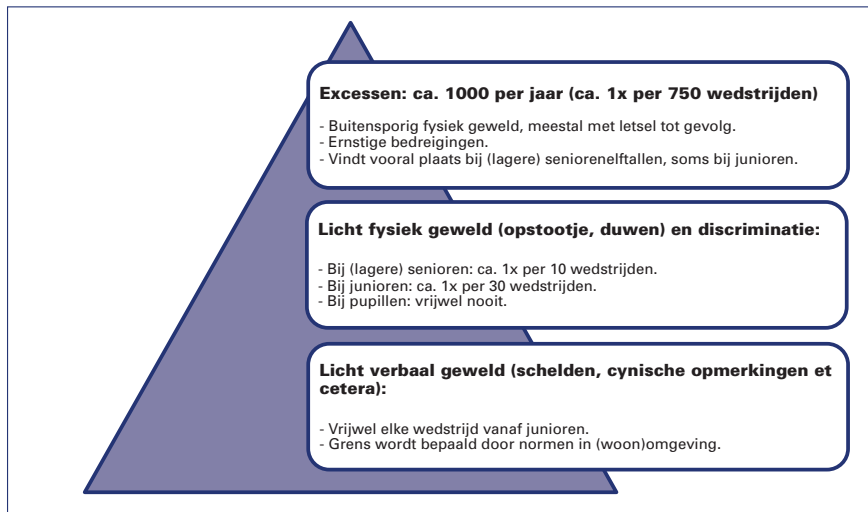 Excessen: ca. 1000 per jaar (ca. 1x per 750 wedstrijden)
- Buitensporig fysiek geweld, meestal met letsel tot gevolg.
- Ernstige bedreigingen.
- Vindt vooral plaats bij (lagere) seniorenelftallen, soms bij junioren.
Licht fysiek geweld (opstootje, duwen) en discriminatie:
- Bij (lagere) senioren: ca. 1x per 10 wedstrijden.
- Bij junioren: ca. 1x per 30 wedstrijden.
- Bij pupillen: vrijwel nooit.
Licht verbaal geweld (schelden, cynische opmerkingen et
cetera):
- Vrijwel elke wedstrijd vanaf junioren.
- Grens wordt bepaald door normen in (woon)omgeving.